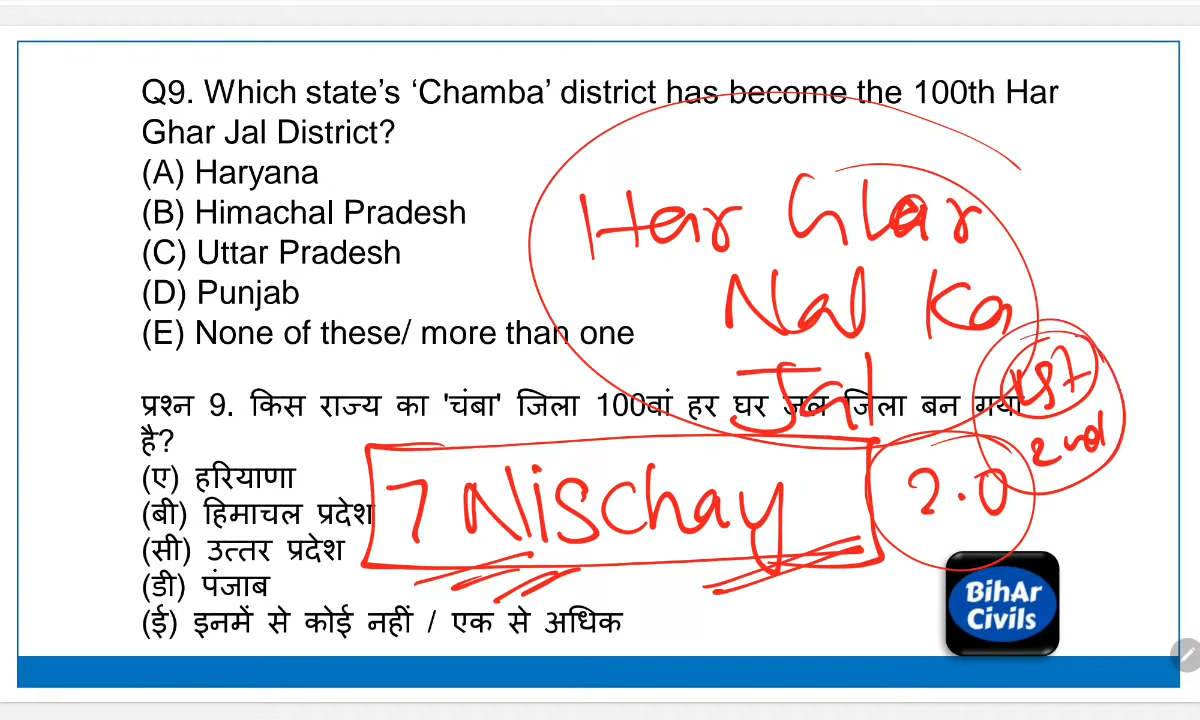 Q9. Which state's ‘Chamba’ district has become the 100th Har
Ghar Jal District?
(A) Haryana
(B) Himachal Pradesh
(C) Uttar Pradesh
(D) Punjab
(E) None of these/ more than one
Har Ghar
Nal Ka
Jal
प्रश्न 9. किस राज्य का 'चंबा' जिला 100वां हर घर जल जिला बन गया
है?
(ए) हरियाणा
(बी) हिमाचल प्रदेश
(सी) उत्तर प्रदेश
(डी) पंजाब
(ई) इनमें से कोई नहीं / एक से अधिक
1st
2nd
7 Nischay
2.0
BihAr
Civils